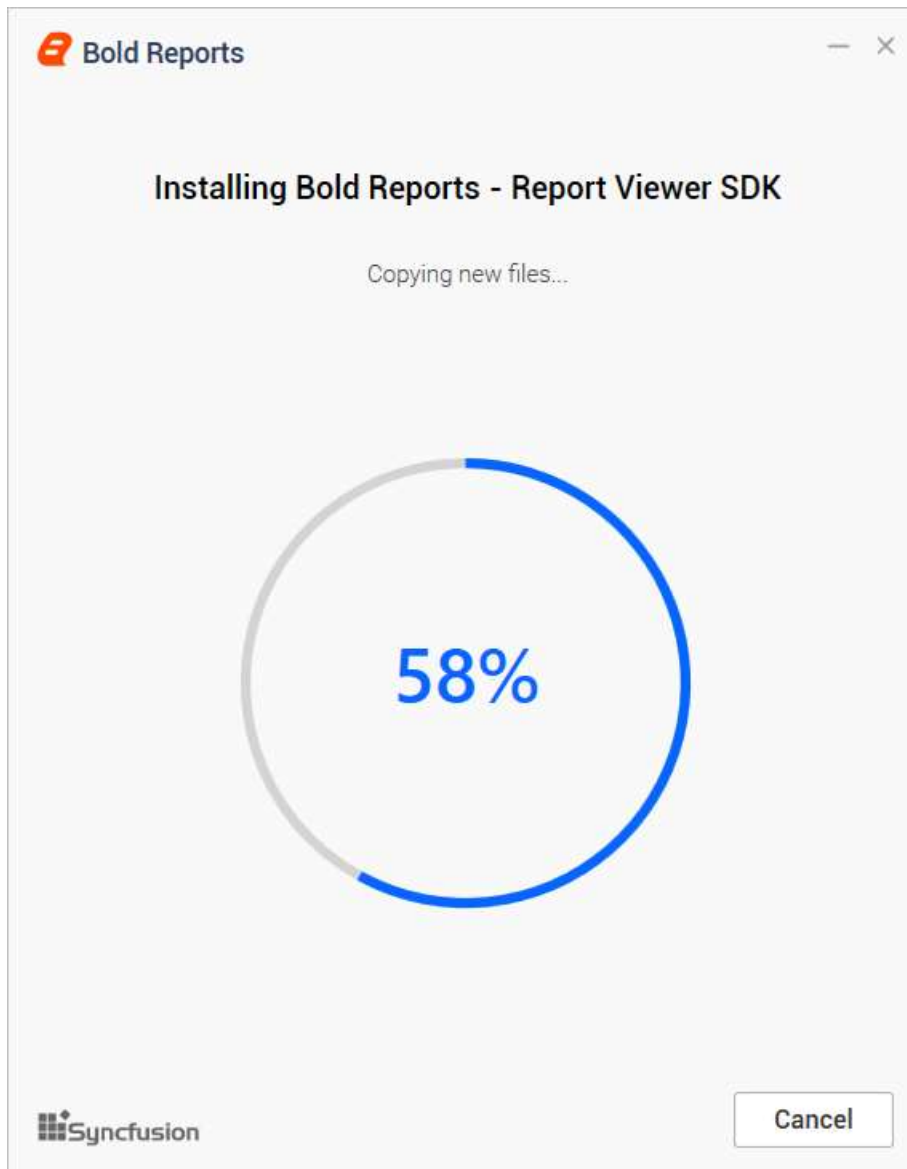 Bold Reports
Installing Bold Reports - Report Viewer SDK
Copying new files...
58%
Syncfusion
Cancel